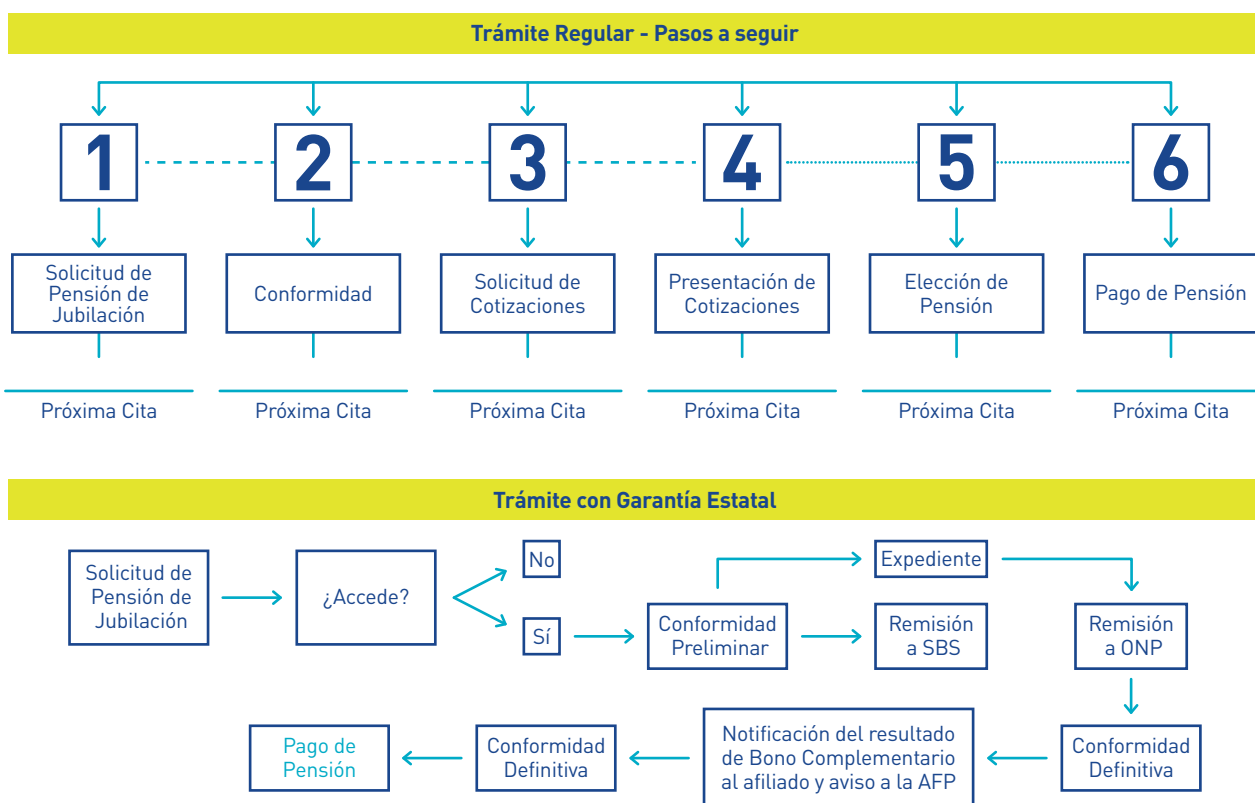 Trámite Regular - Pasos a seguir
1
2
3
4
5
6
Solicitud de
Pensión de
Jubilación
Conformidad
Solicitud de
Cotizaciones
Presentación de
Cotizaciones
Elección de
Pensión
Pago de Pensión
Próxima Cita
Próxima Cita
Próxima Cita
Próxima Cita
Próxima Cita
Próxima Cita
Trámite con Garantía Estatal
Solicitud de
Pensión de
Jubilación
¿Accede?
No
Sí
Conformidad
Preliminar
Expediente
Remisión
a SBS
Remisión
a ONP
Conformidad
Definitiva
Notificación del resultado
de Bono Complementario
al afiliado y aviso a la AFP
Conformidad
Definitiva
Pago de
Pensión